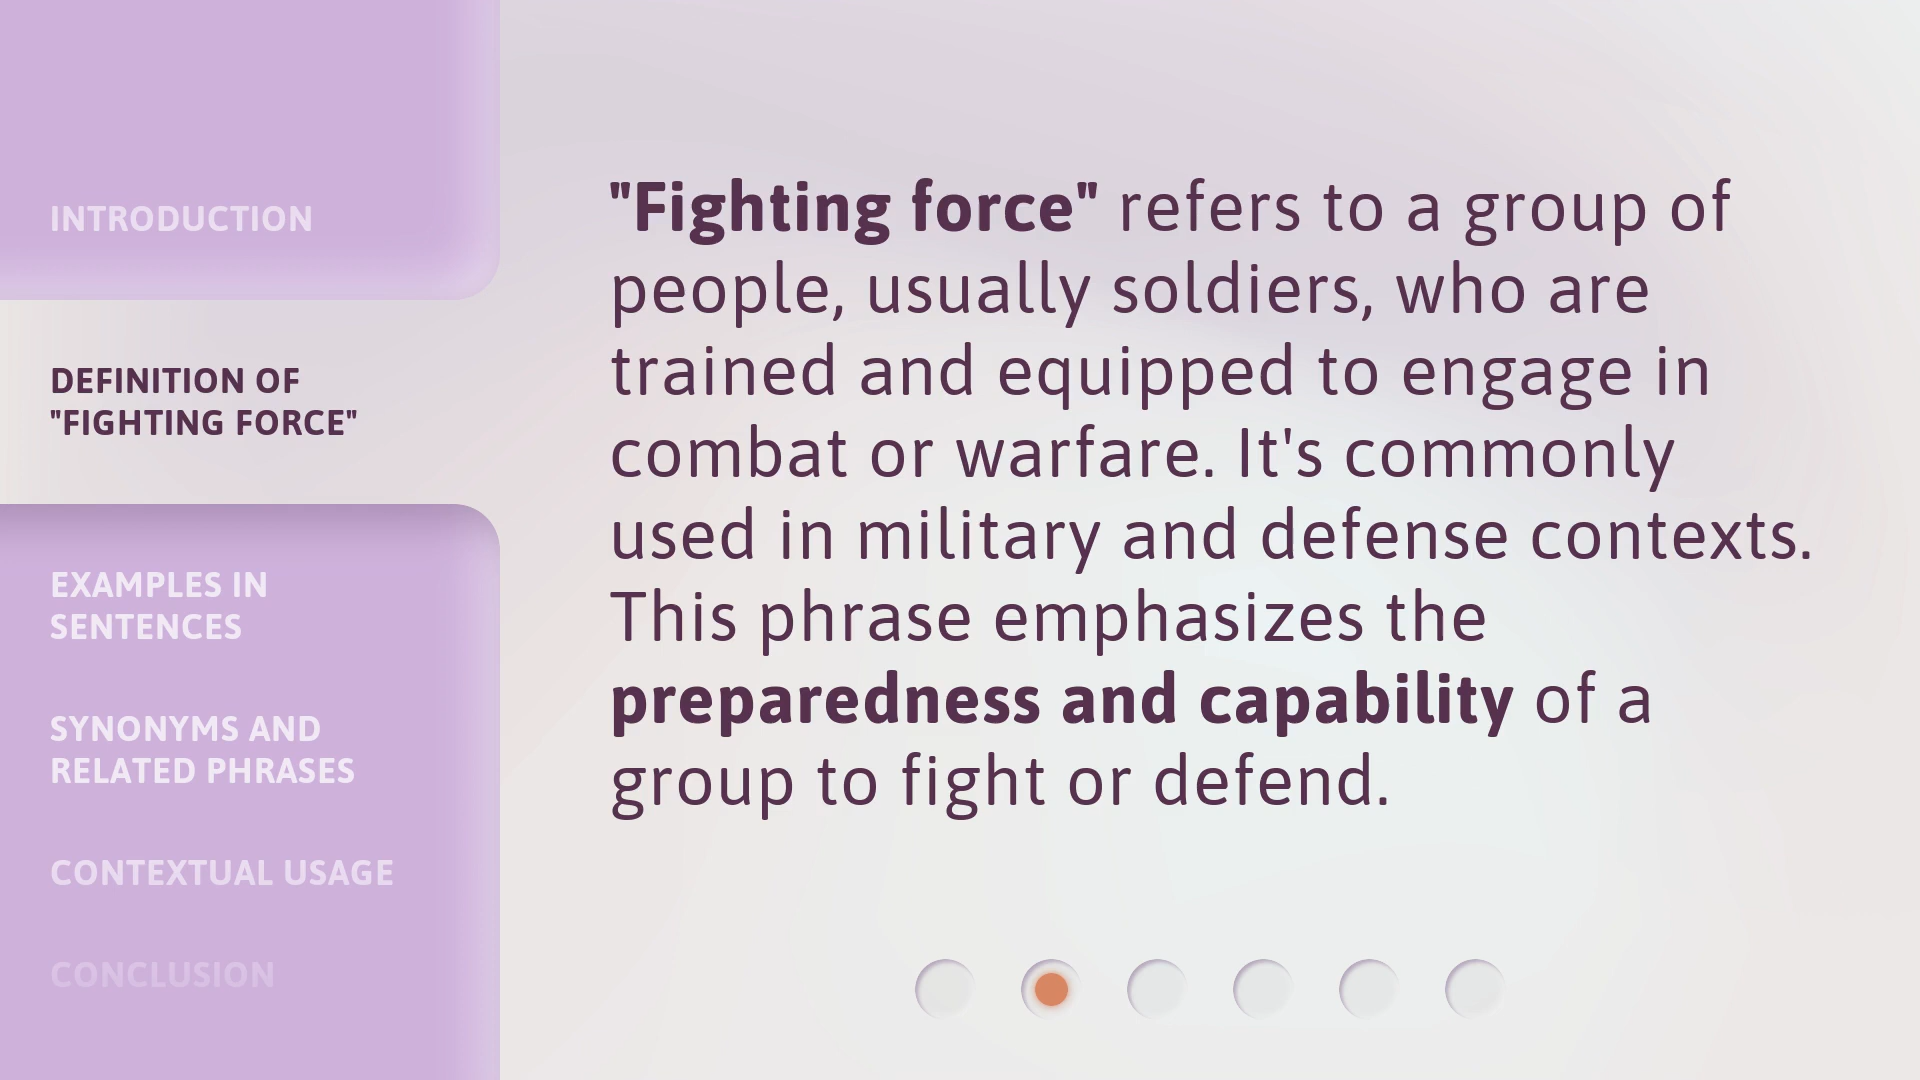 INTRODUCTION
DEFINITION OF
"FIGHTING FORCE"
EXAMPLES IN
SENTENCES
SYNONYMS AND
RELATED PHRASES
CONTEXTUAL USAGE
CONCLUSION
"Fighting force" refers to a group of
people, usually soldiers, who are
trained and equipped to engage in
combat or warfare. It's commonly
used in military and defense contexts.
This phrase emphasizes the
preparedness and capability of a
group to fight or defend.